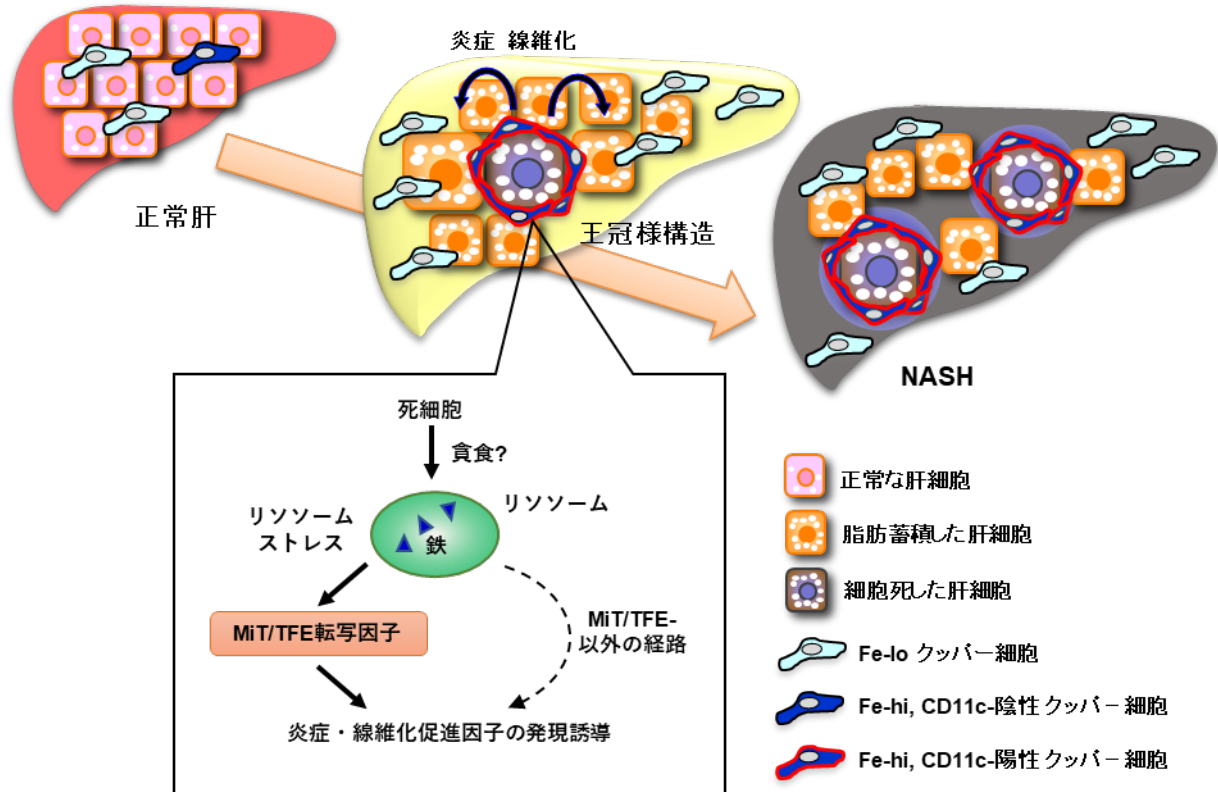 炎症 線維化
正常肝
王冠様構造
NASH
死細胞
貪食?
リソソーム
リソソーム
ストレス
鉄
MiT/TFE転写因子
MiT/TFE-
以外の経路
炎症・線維化促進因子の発現誘導
正常な肝細胞
脂肪蓄積した肝細胞
細胞死した肝細胞
Fe-lo クッパー細胞
Fe-hi, CD11c-陰性クッパー細胞
Fe-hi, CD11c-陽性クッパー細胞